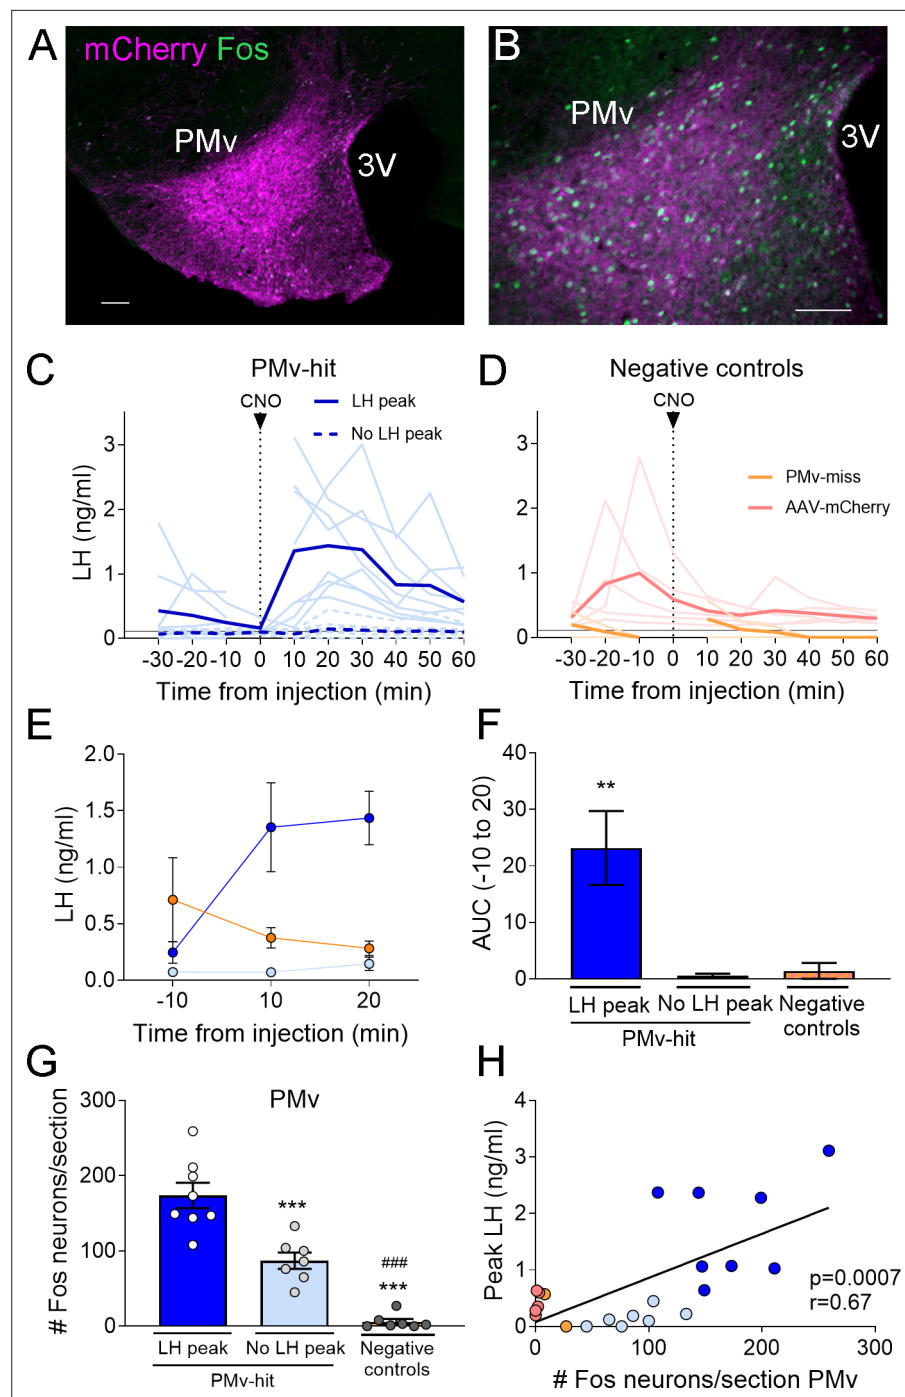 A
mCherry Fos
PMv
3V
B
PMv
3V
C
PMv-hit
CNO
LH peak
No LH peak
LH (ng/ml)
3
2
1
0
-30 -20 -10 0 10 20 30 40 50 60
Time from injection (min)
D
Negative controls
CNO
PMv-miss
AAV-mCherry
3
2
1
0
-30 -20 -10 0 10 20 30 40 50 60
Time from injection (min)
E
LH (ng/ml)
2.0
1.5
1.0
0.5
0.0
-10 10 20
Time from injection (min)
F
AUC (-10 to 20)
40
30
20
10
0
**
LH peak No LH peak Negative
controls
PMv-hit
G
PMv
# Fos neurons/section
300
200
100
0
***
###
***
LH peak No LH peak Negative
controls
PMv-hit
H
Peak LH (ng/ml)
4
3
2
1
0
p=0.0007
r=0.67
0 100 200 300
# Fos neurons/section PMv